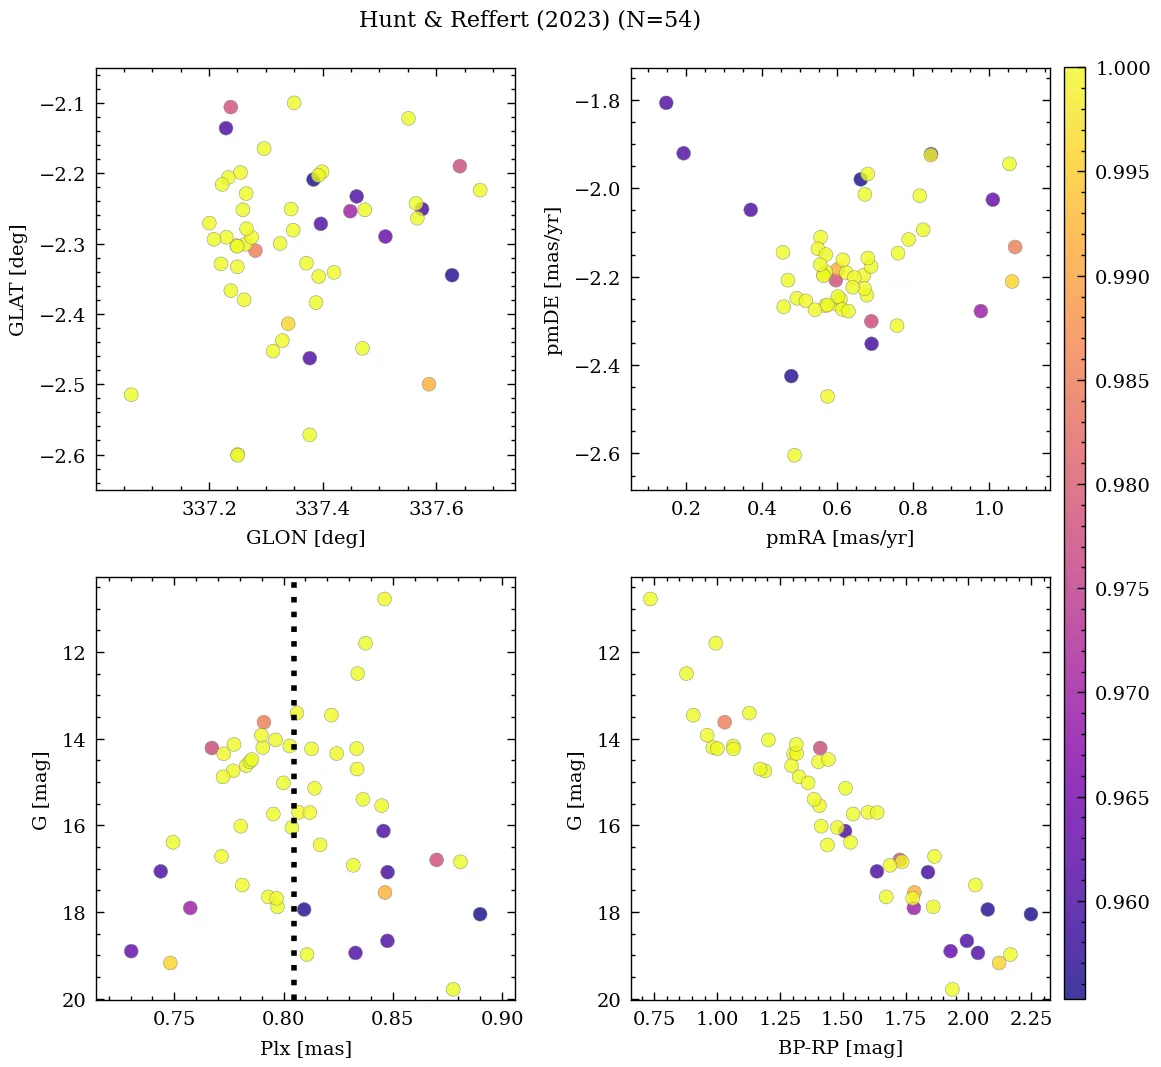 Hunt & Reffert (2023) (N=54)
−2.1
−2.2
−2.3
−2.4
−2.5
−2.6
GLAT [deg]
337.2 337.4 337.6
GLON [deg]
−1.8
−2.0
−2.2
−2.4
−2.6
pmDE [mas/yr]
0.2 0.4 0.6 0.8 1.0
pmRA [mas/yr]
12
14
16
18
20
G [mag]
0.75 0.80 0.85 0.90
Plx [mas]
12
14
16
18
20
G [mag]
0.75 1.00 1.25 1.50 1.75 2.00 2.25
BP-RP [mag]
1.000
0.995
0.990
0.985
0.980
0.975
0.970
0.965
0.960